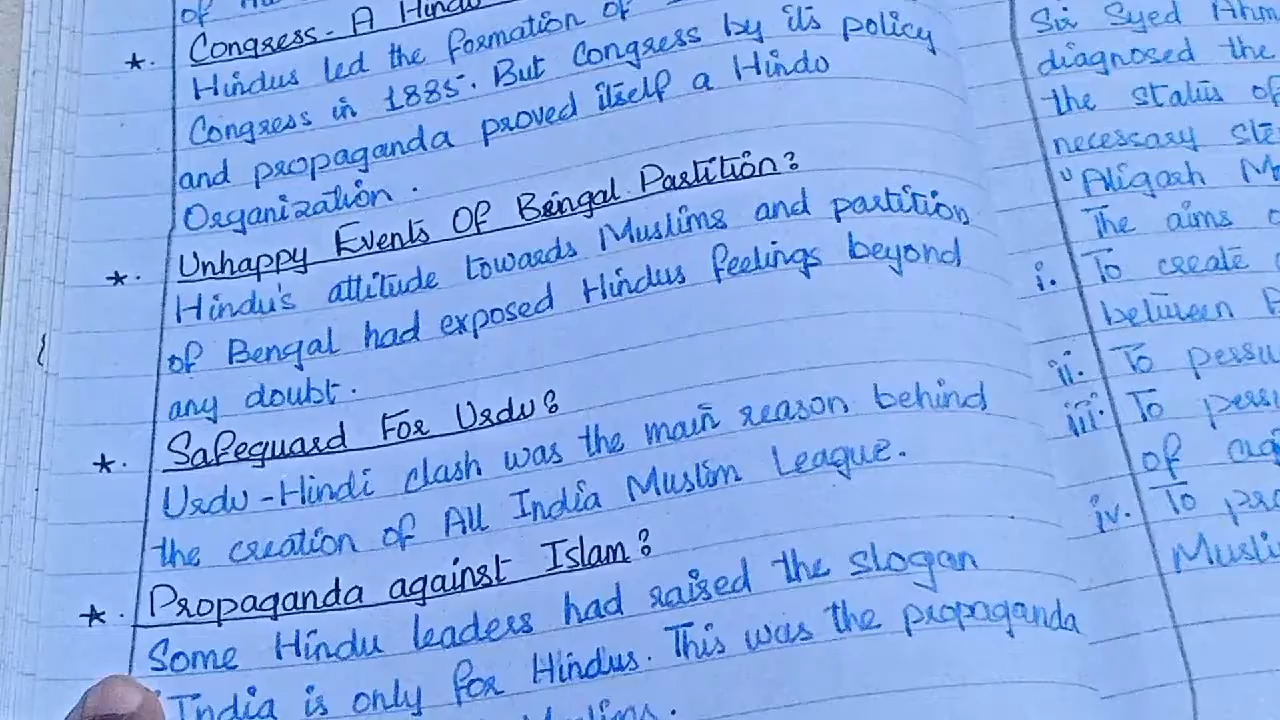 of
★. Congress - A Hindu
Hindus led the formation of
Congress in 1885. But Congress by its policy
and propaganda proved itself a Hindo
Organization.
★. Unhappy Events Of Bengal Partition:
Hindu's attitude towards Muslims and partition
of Bengal had exposed Hindus feelings beyond
any doubt.
★. Safeguard For Urdu:
Urdu-Hindi clash was the main reason behind
the creation of All India Muslim League.
★. Propaganda against Islam:
Some Hindu leaders had raised the slogan
India is only for Hindus. This was the propaganda
Sir Syed
diagnosed the
the status of
necessary
"Aligarh
The aims
i. To create
between
ii. To
iii. To
of
iv. To